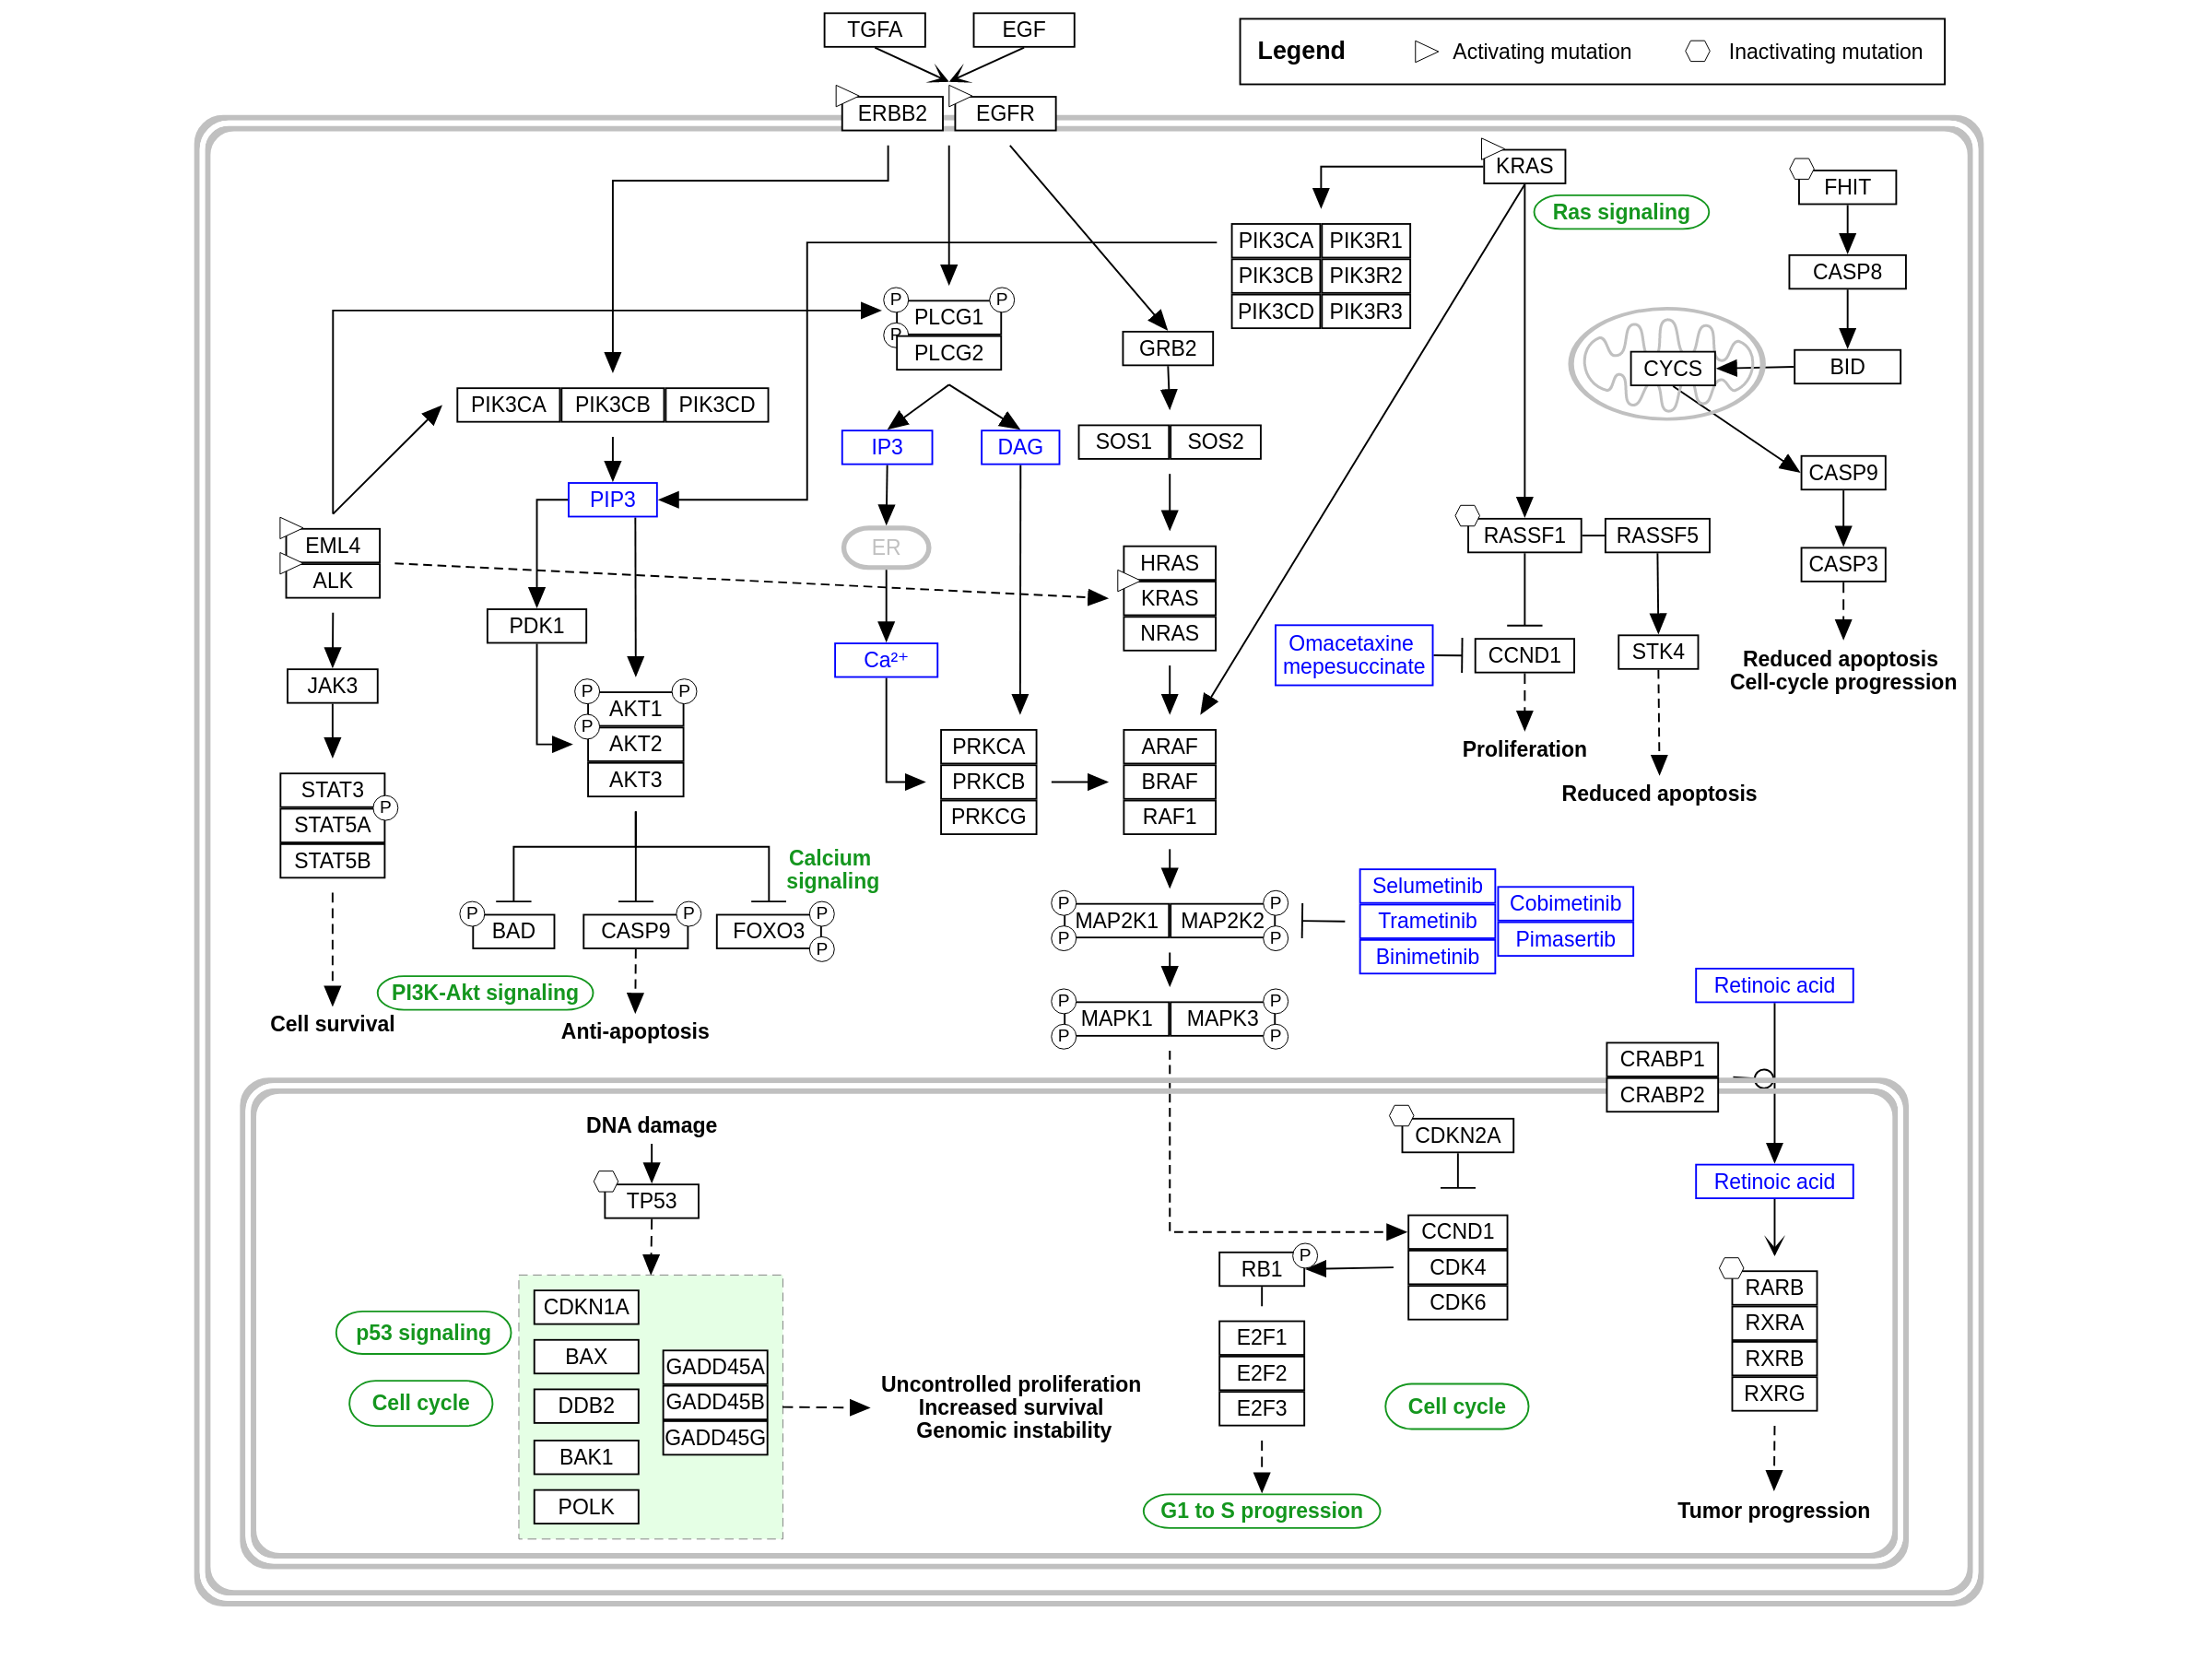 TGFA
EGF
Legend
Activating mutation
Inactivating mutation
ERBB2
EGFR
KRAS
Ras signaling
FHIT
CASP8
BID
CYCS
CASP9
CASP3
Reduced apoptosis
Cell-cycle progression
PIK3CA
PIK3R1
PIK3CB
PIK3R2
PIK3CD
PIK3R3
P
P
PLCG1
P
PLCG2
GRB2
PIK3CA
PIK3CB
PIK3CD
IP3
DAG
SOS1
SOS2
PIP3
ER
EML4
ALK
HRAS
KRAS
NRAS
RASSF1
RASSF5
PDK1
Ca²⁺
Omacetaxine
mepesuccinate
CCND1
STK4
Proliferation
Reduced apoptosis
JAK3
P
P
AKT1
P
AKT2
AKT3
STAT3
P
STAT5A
STAT5B
PRKCA
PRKCB
PRKCG
ARAF
BRAF
RAF1
Calcium
signaling
P
BAD
P
CASP9
P
FOXO3
P
P
P
MAP2K1
MAP2K2
P
P
Selumetinib
Trametinib
Binimetinib
Cobimetinib
Pimasertib
PI3K-Akt signaling
Cell survival
Anti-apoptosis
P
P
MAPK1
MAPK3
P
P
Retinoic acid
CRABP1
CRABP2
Retinoic acid
DNA damage
TP53
CDKN2A
CCND1
CDK4
CDK6
P
RB1
E2F1
E2F2
E2F3
Cell cycle
G1 to S progression
RARB
RXRA
RXRB
RXRG
Tumor progression
p53 signaling
Cell cycle
CDKN1A
BAX
DDB2
BAK1
POLK
GADD45A
GADD45B
GADD45G
Uncontrolled proliferation
Increased survival
Genomic instability